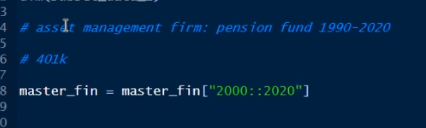 # asset management firm: pension fund 1990-2020
# 401k
master_fin = master_fin["2000::2020"]